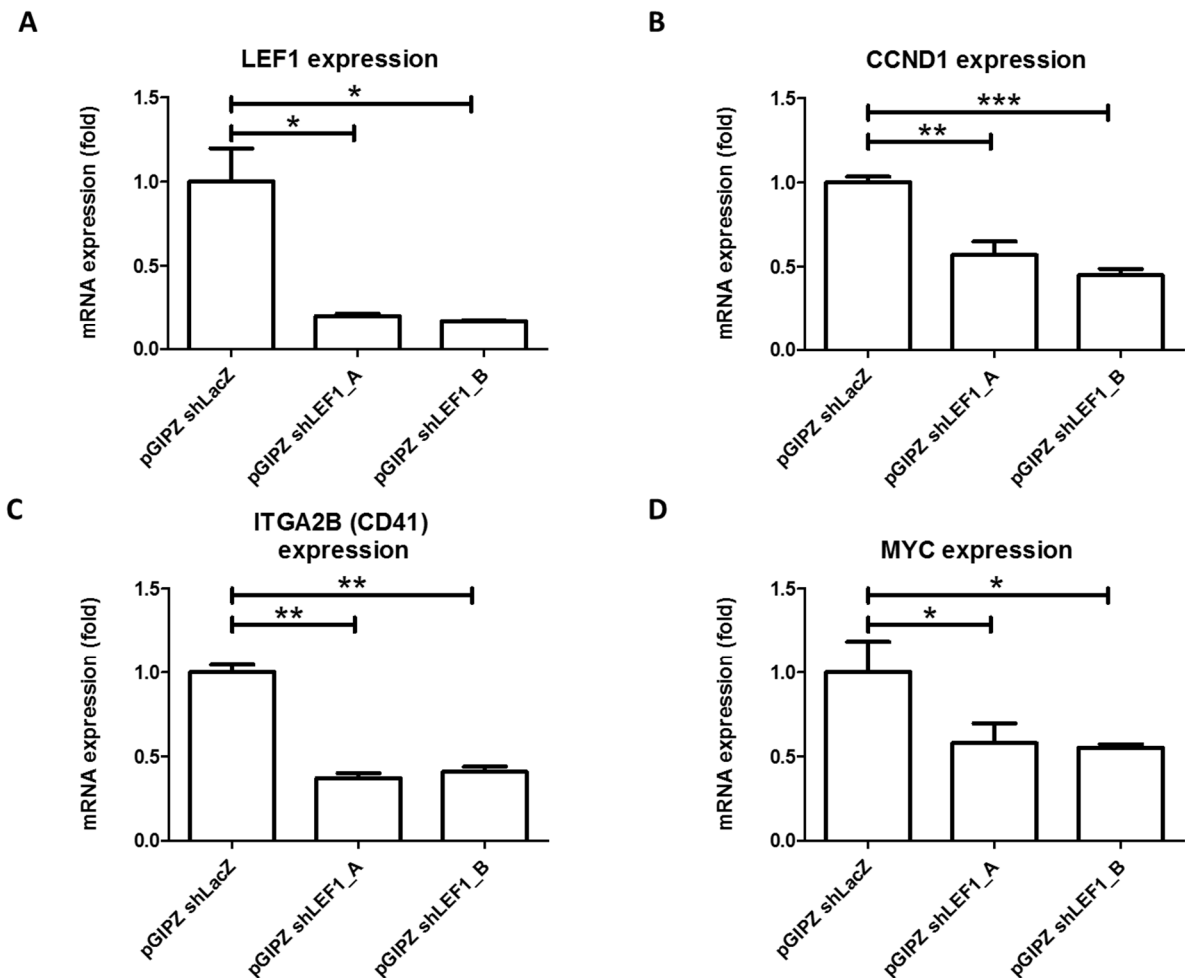 A
LEF1 expression
mRNA expression (fold)
1.5
1.0
0.5
0.0
*
*
pGIPZ shLacZ
pGIPZ shLEF1_A
pGIPZ shLEF1_B
B
CCND1 expression
mRNA expression (fold)
1.5
1.0
0.5
0.0
***
**
pGIPZ shLacZ
pGIPZ shLEF1_A
pGIPZ shLEF1_B
C
ITGA2B (CD41)
expression
mRNA expression (fold)
1.5
1.0
0.5
0.0
**
**
pGIPZ shLacZ
pGIPZ shLEF1_A
pGIPZ shLEF1_B
D
MYC expression
mRNA expression (fold)
1.5
1.0
0.5
0.0
*
*
pGIPZ shLacZ
pGIPZ shLEF1_A
pGIPZ shLEF1_B